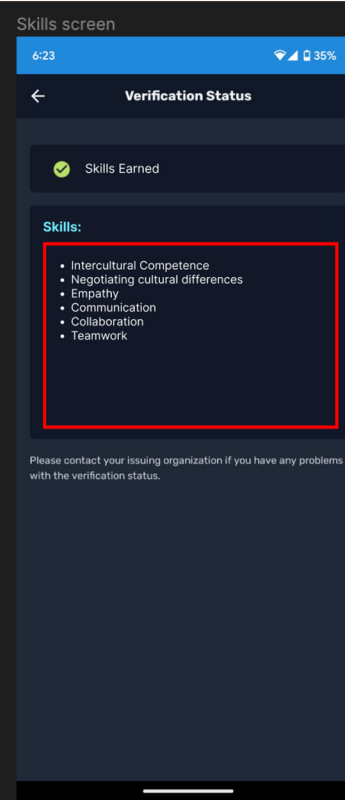 Skills screen
6:23
35%
Verification Status
Skills Earned
Skills:
• Intercultural Competence
• Negotiating cultural differences
• Empathy
• Communication
• Collaboration
• Teamwork
Please contact your issuing organization if you have any problems
with the verification status.